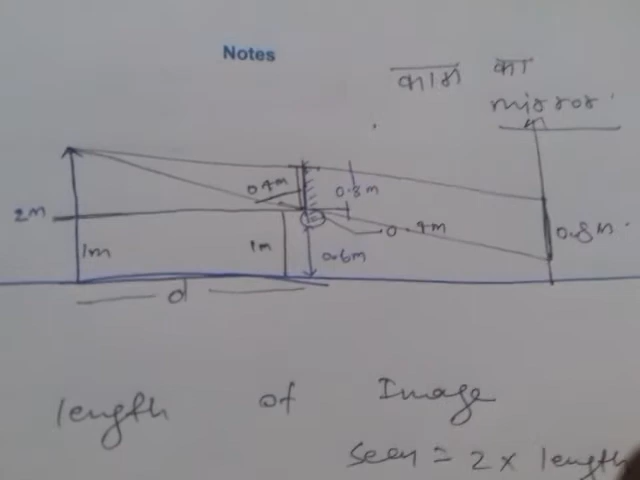 Notes
काम का
mirror
0.4m
0.8m
2m
0.4m
0.8m
1m
1m
0.6m
d
length of Image
seen = 2 x length